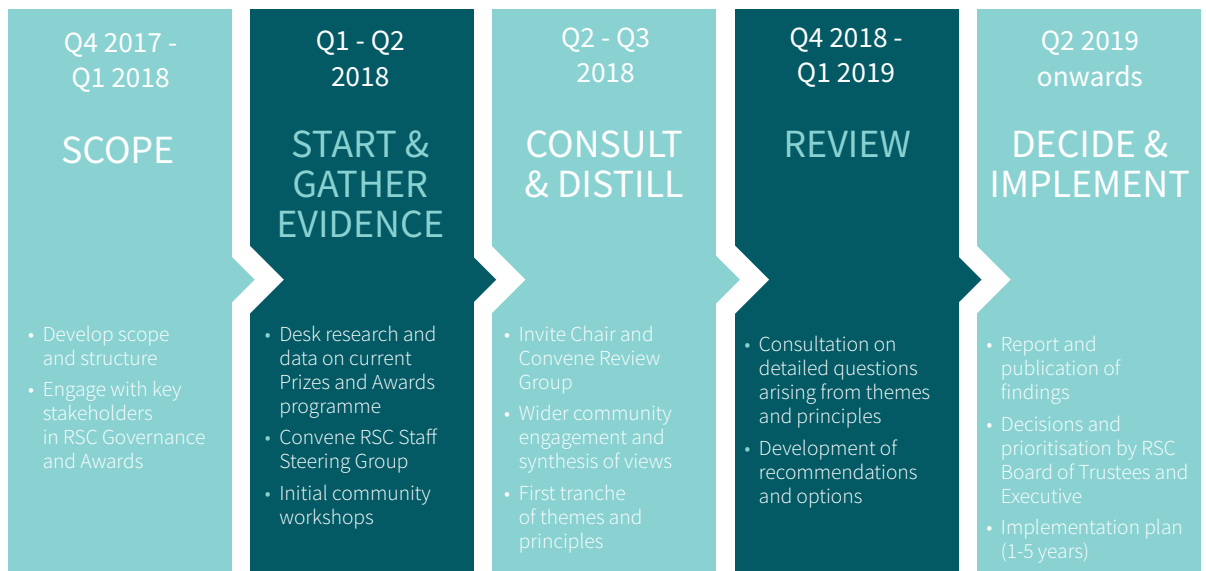 Q4 2017 -
Q1 2018
SCOPE
• Develop scope
and structure
• Engage with key
stakeholders
in RSC Governance
and Awards
Q1 - Q2
2018
START &
GATHER
EVIDENCE
• Desk research and
data on current
Prizes and Awards
programme
• Convene RSC Staff
Steering Group
• Initial community
workshops
Q2 - Q3
2018
CONSULT
& DISTILL
• Invite Chair and
Convene Review
Group
• Wider community
engagement and
synthesis of views
• First tranche
of themes and
principles
Q4 2018 -
Q1 2019
REVIEW
• Consultation on
detailed questions
arising from themes
and principles
• Development of
recommendations
and options
Q2 2019
onwards
DECIDE &
IMPLEMENT
• Report and
publication of
findings
• Decisions and
prioritisation by RSC
Board of Trustees and
Executive
• Implementation plan
(1-5 years)